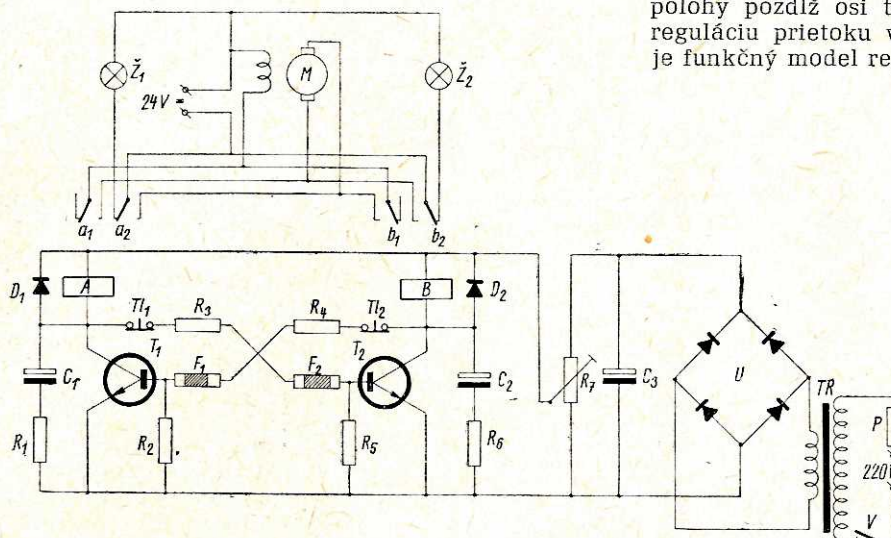 polohy pozdĺž osi t
reguláciu prietoku v
je funkčný model re
Ž1
24V =
M
Ž2
a1 a2 b1 b2
D1 A B D2
Tl1 R3 R4 Tl2
T1 F1 F2 T2
C1 C2
R1 R2 R5 R6
R7 C3 U TR
P
220
V